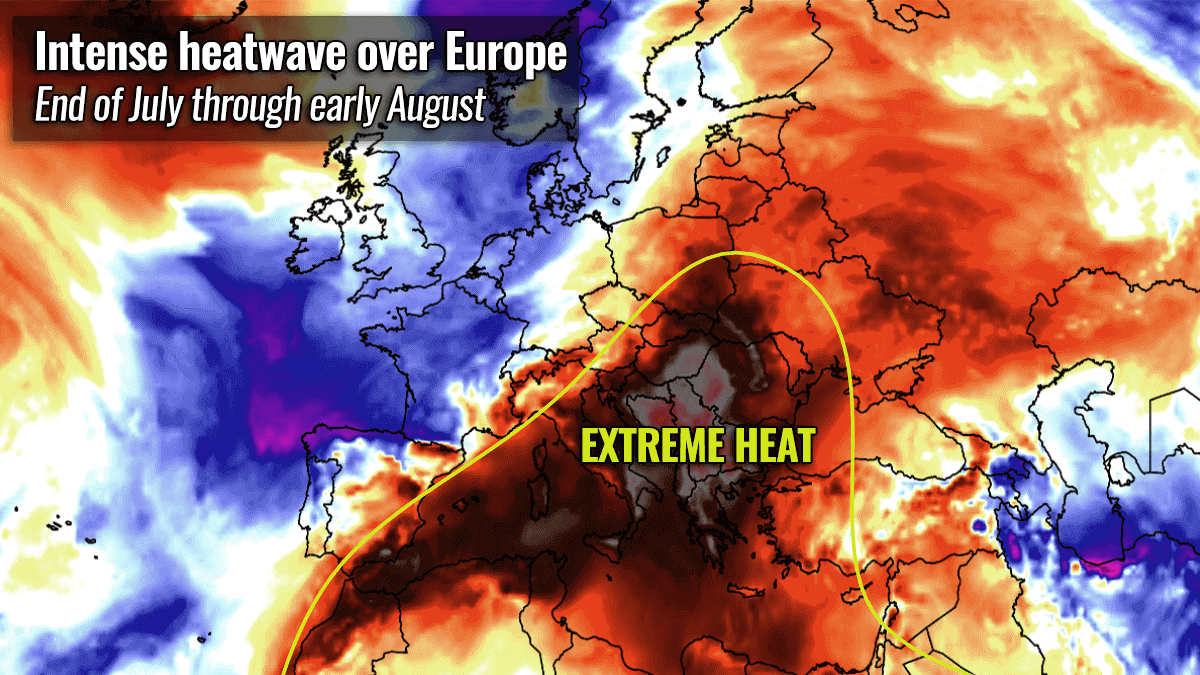 Intense heatwave over Europe
End of July through early August
EXTREME HEAT